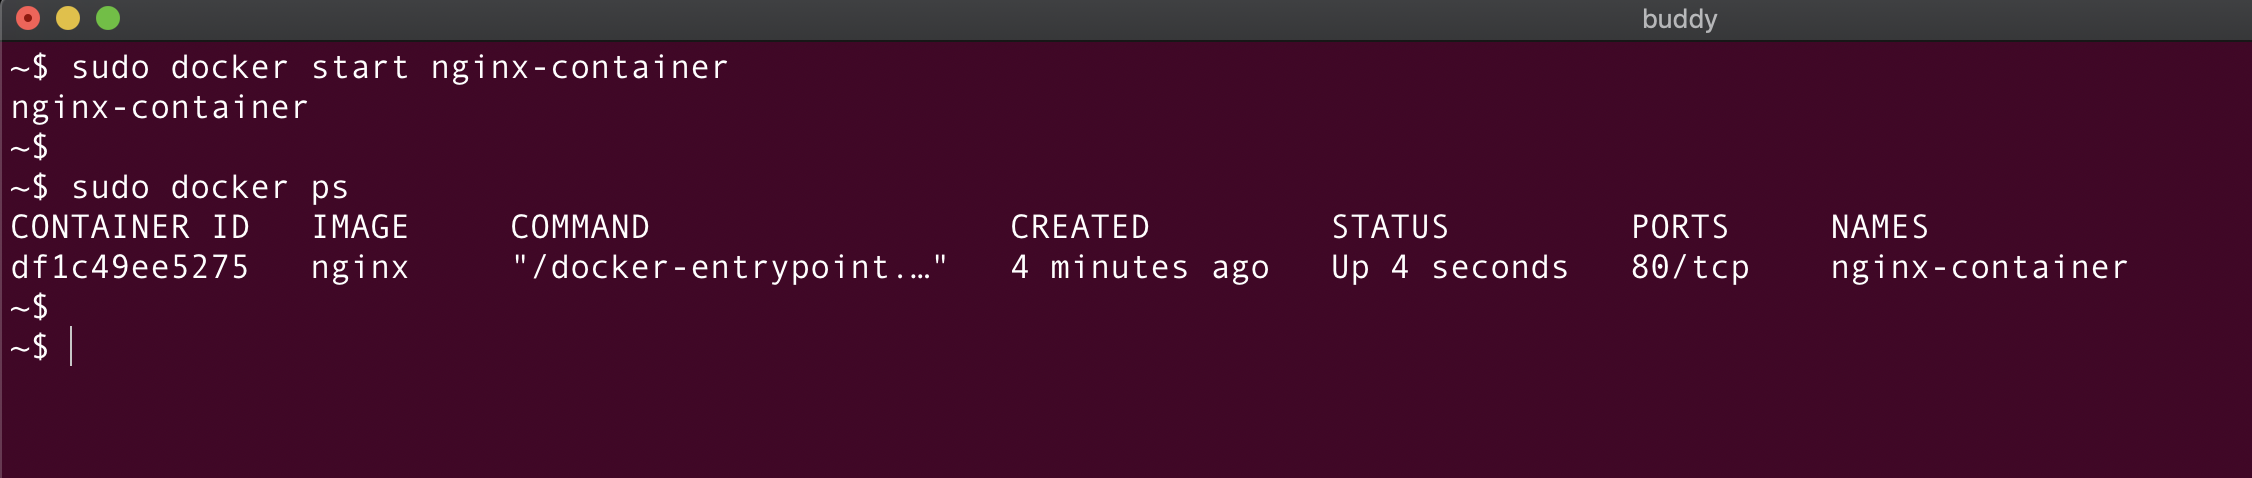 buddy
~$ sudo docker start nginx-container
nginx-container
~$
~$ sudo docker ps
CONTAINER ID   IMAGE     COMMAND                  CREATED         STATUS         PORTS     NAMES
df1c49ee5275   nginx     "/docker-entrypoint.…"   4 minutes ago   Up 4 seconds   80/tcp    nginx-container
~$
~$